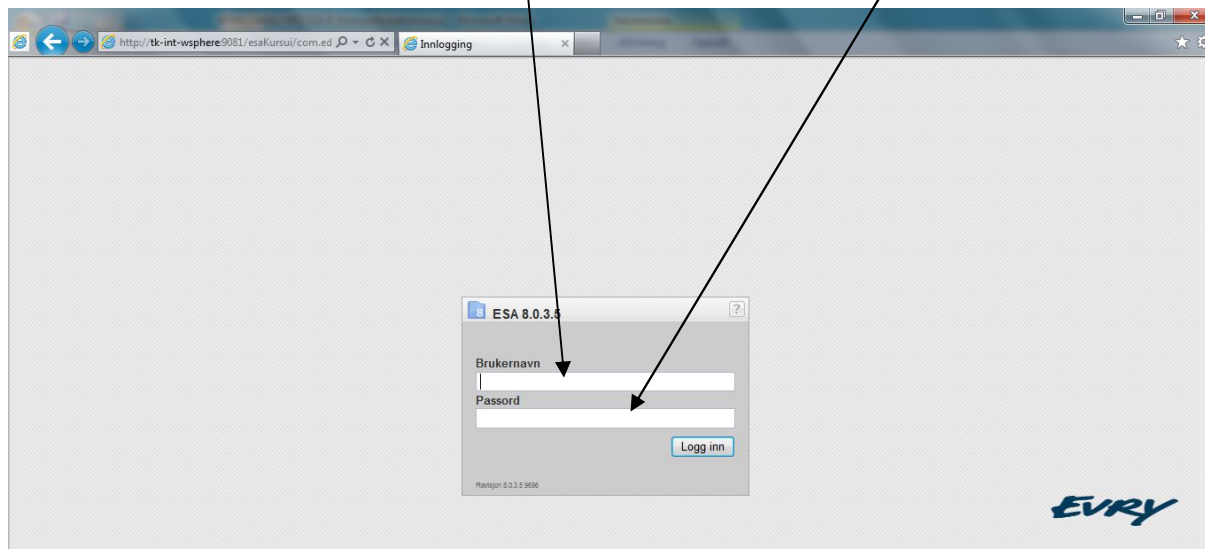 http://tk-int-wsphere:9081/esaKursui/com.ed
Innlogging
ESA 8.0.3.5
?
Brukernavn
Passord
Logg inn
Revisjon 8.0.3.5 9696
EVRY